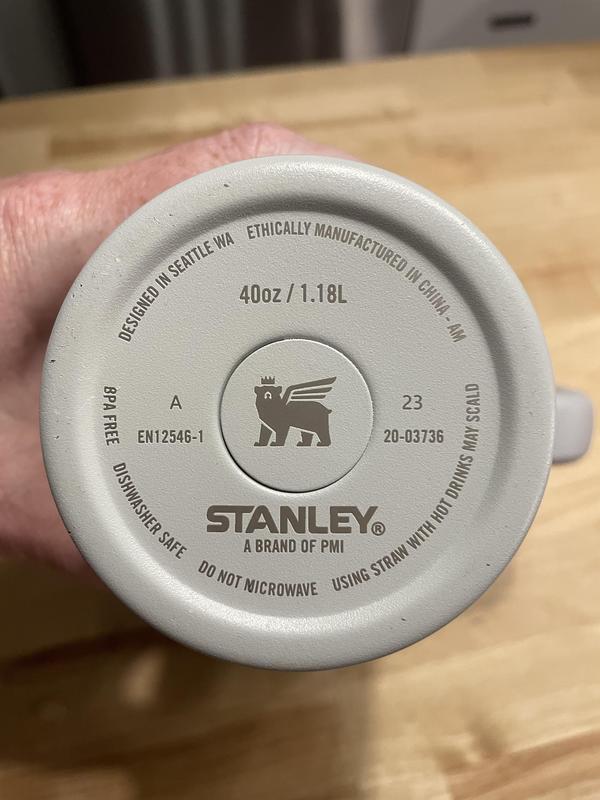 DESIGNED IN SEATTLE WA
ETHICALLY MANUFACTURED IN CHINA - AM
40oz / 1.18L
A
23
EN12546-1
20-03736
STANLEY®
A BRAND OF PMI
BPA FREE
DISHWASHER SAFE
DO NOT MICROWAVE
USING STRAW WITH HOT DRINKS MAY SCALD